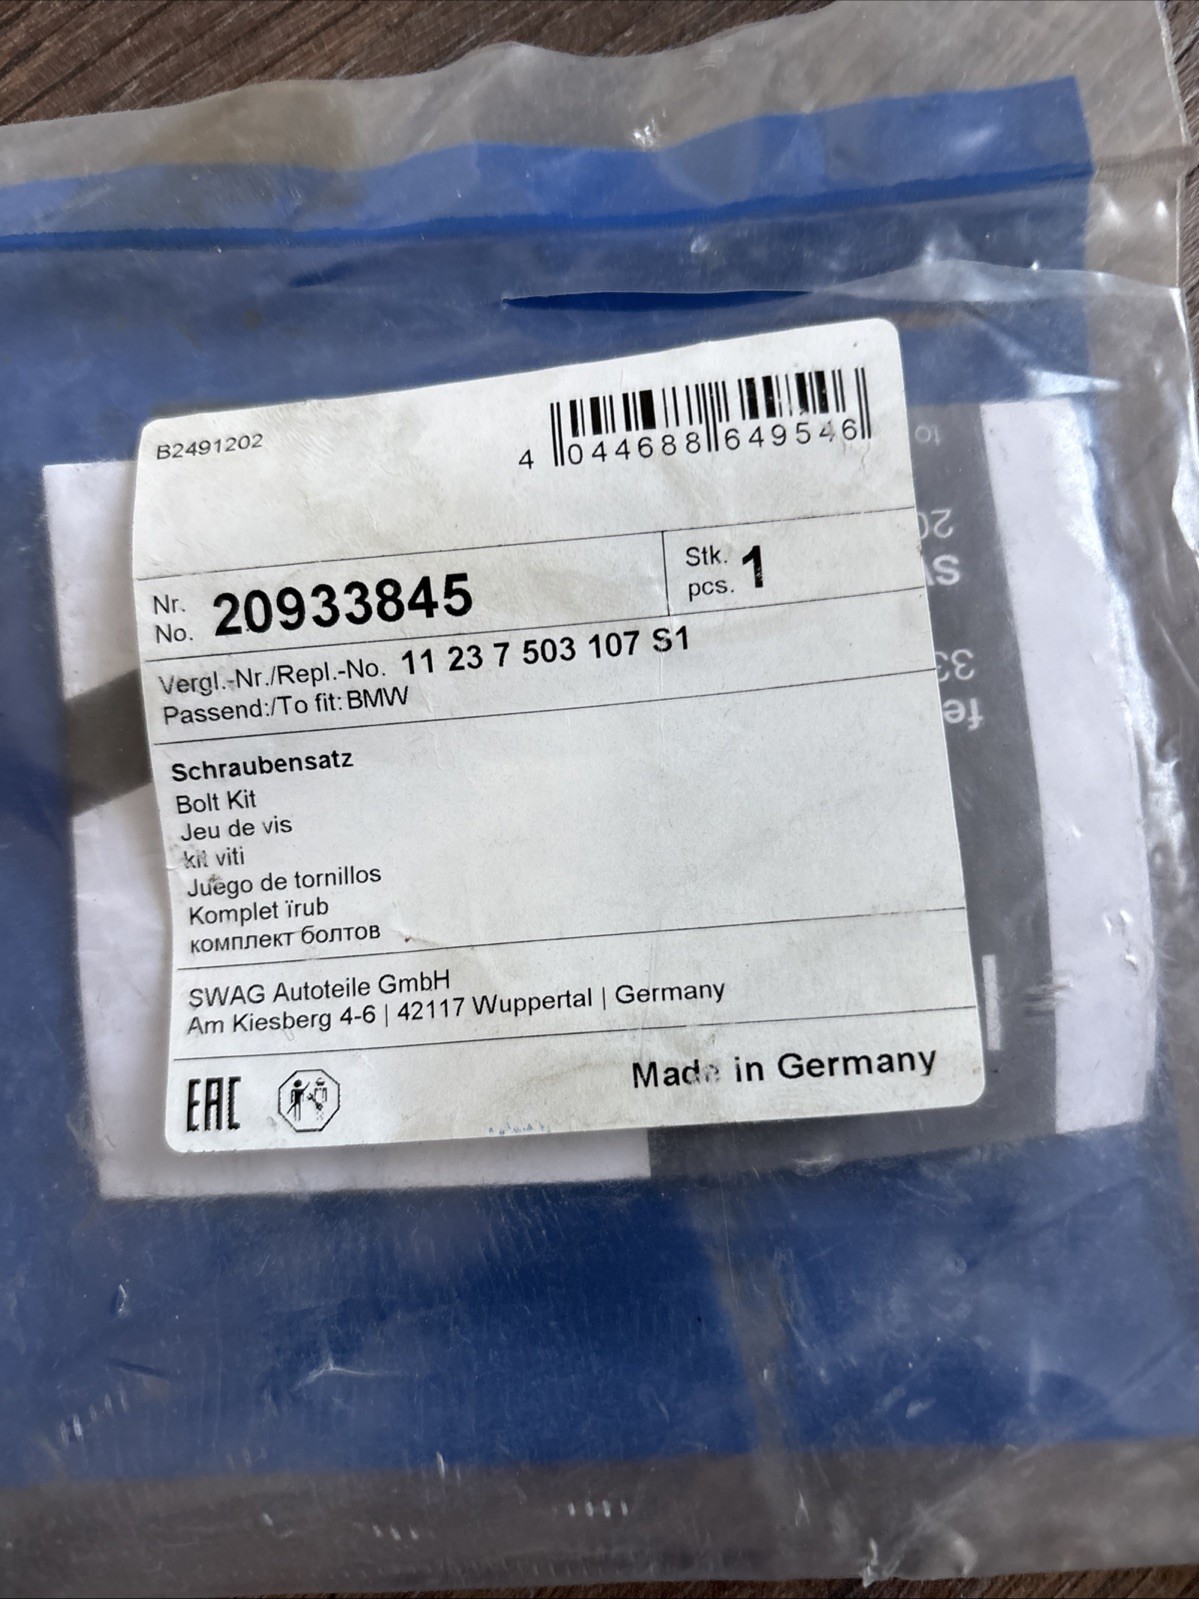 B2491202
4 044688 649546
Nr.
No. 20933845
Stk.
pcs. 1
Vergl.-Nr./Repl.-No. 11 23 7 503 107 S1
Passend:/To fit: BMW
Schraubensatz
Bolt Kit
Jeu de vis
kit viti
Juego de tornillos
Komplet ïrub
комплект болтов
SWAG Autoteile GmbH
Am Kiesberg 4-6 | 42117 Wuppertal | Germany
EAC
Made in Germany